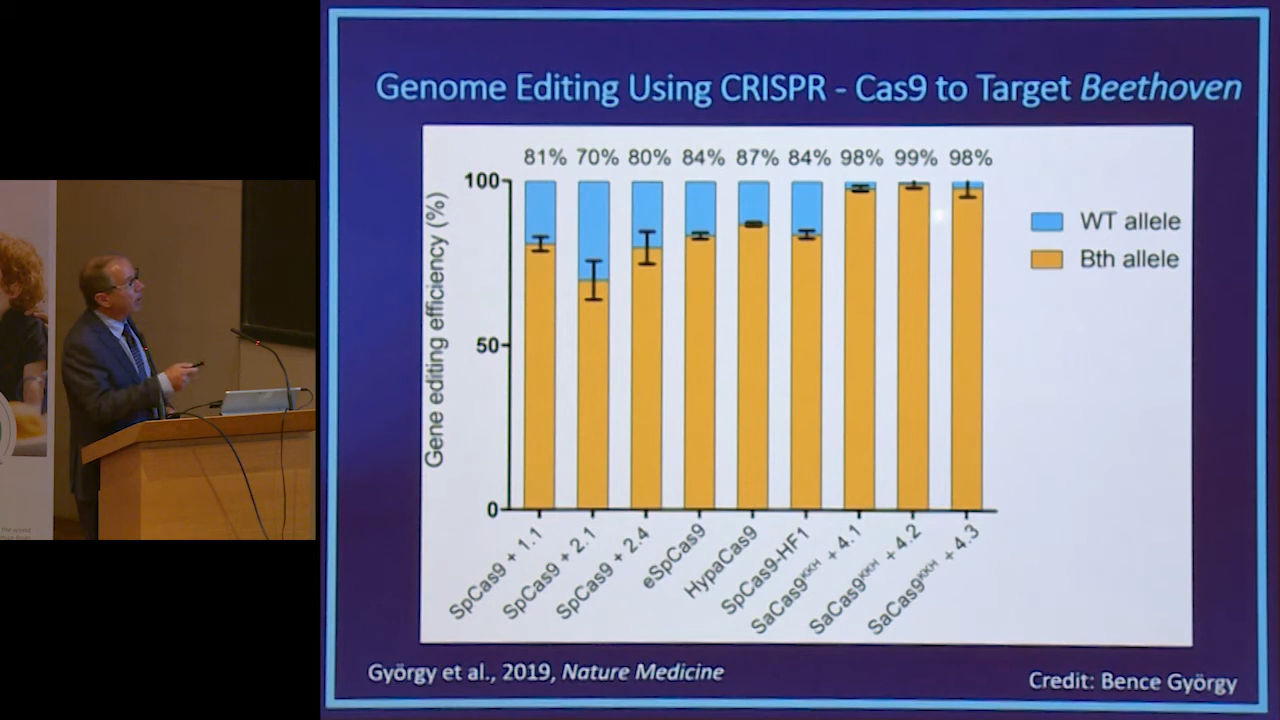 Genome Editing Using CRISPR - Cas9 to Target Beethoven
81% 70% 80% 84% 87% 84% 98% 99% 98%
100
50
0
Gene editing efficiency (%)
WT allele
Bth allele
SpCas9 + 1.1
SpCas9 + 2.1
SpCas9 + 2.4
eSpCas9
HypaCas9
SpCas9-HF1
SaCas9ᴷᴷᴴ + 4.1
SaCas9ᴷᴷᴴ + 4.2
SaCas9ᴷᴷᴴ + 4.3
György et al., 2019, Nature Medicine
Credit: Bence György